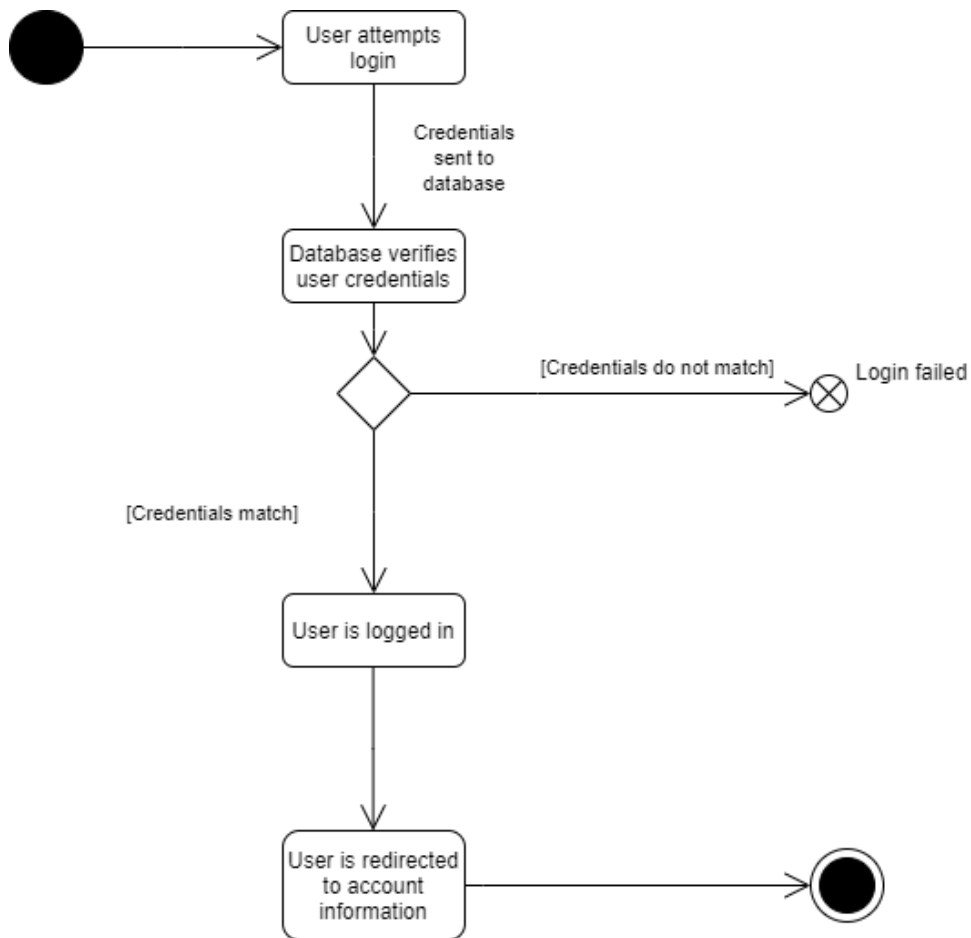 User attempts
login
Credentials
sent to
database
Database verifies
user credentials
[Credentials do not match]
Login failed
[Credentials match]
User is logged in
User is redirected
to account
information